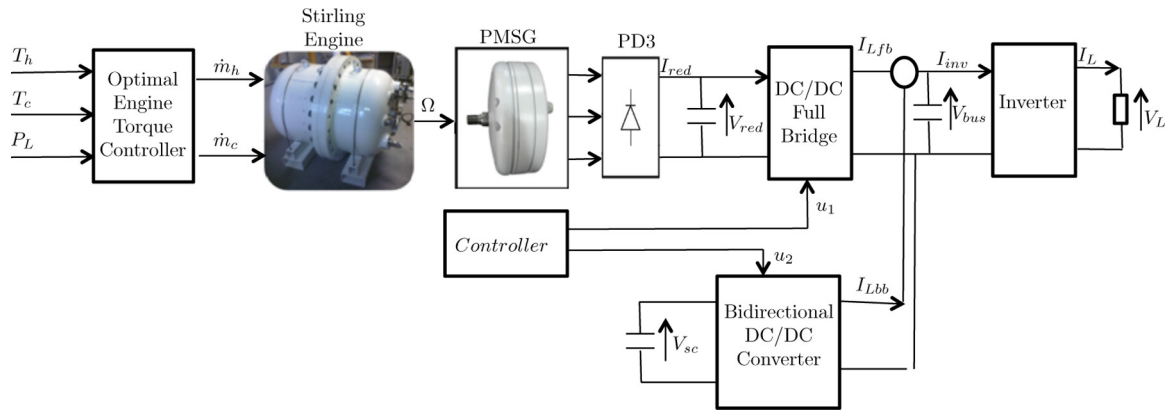 Stirling
Engine
PMSG
PD3
T_h
T_c
P_L
Optimal
Engine
Torque
Controller
ṁ_h
ṁ_c
Ω
I_red
V_red
DC/DC
Full
Bridge
I_Lfb
I_inv
V_bus
Inverter
I_L
V_L
Controller
u_1
u_2
V_sc
Bidirectional
DC/DC
Converter
I_Lbb